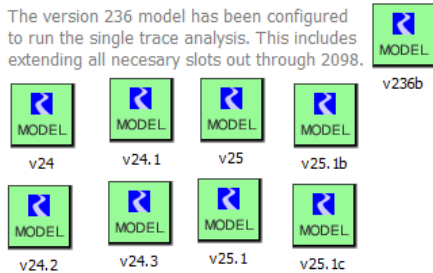 The version 236 model has been configured
to run the single trace analysis. This includes
extending all necesary slots out through 2098.
MODEL
v236b
MODEL MODEL MODEL MODEL
v24 v24.1 v25 v25.1b
MODEL MODEL MODEL MODEL
v24.2 v24.3 v25.1 v25.1c